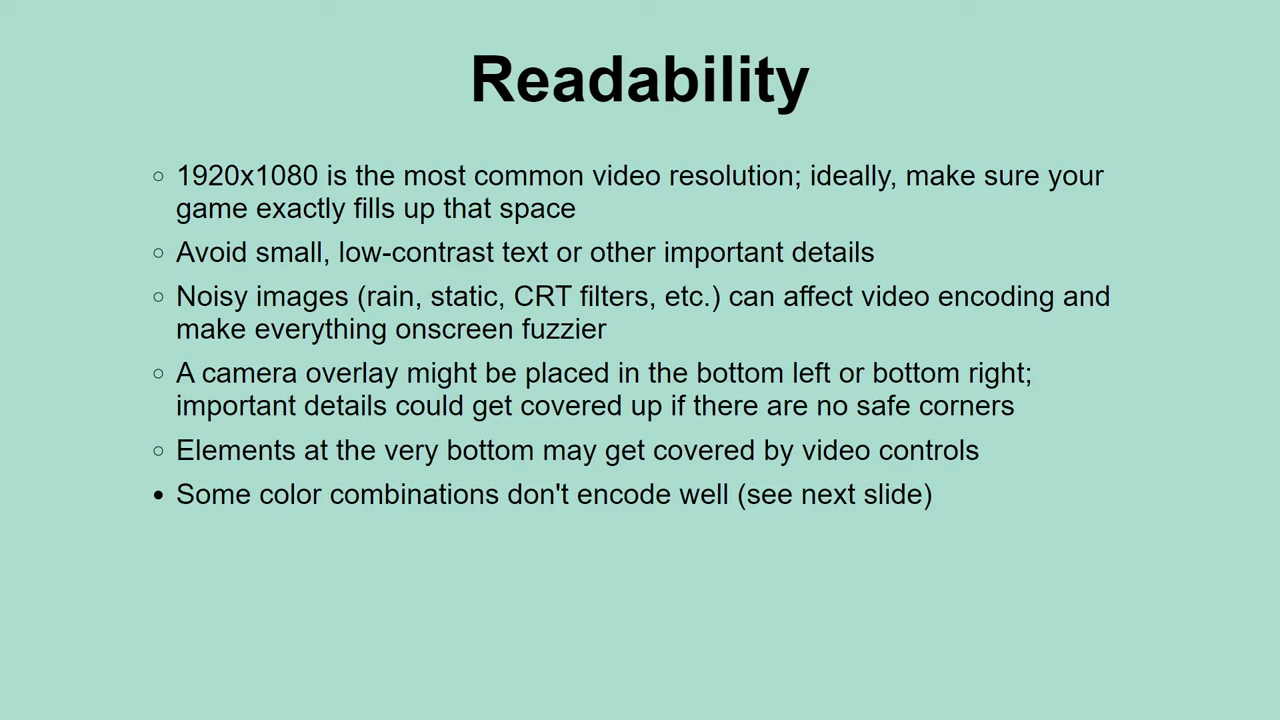 Readability
◦ 1920x1080 is the most common video resolution; ideally, make sure your
game exactly fills up that space
◦ Avoid small, low-contrast text or other important details
◦ Noisy images (rain, static, CRT filters, etc.) can affect video encoding and
make everything onscreen fuzzier
◦ A camera overlay might be placed in the bottom left or bottom right;
important details could get covered up if there are no safe corners
◦ Elements at the very bottom may get covered by video controls
• Some color combinations don't encode well (see next slide)